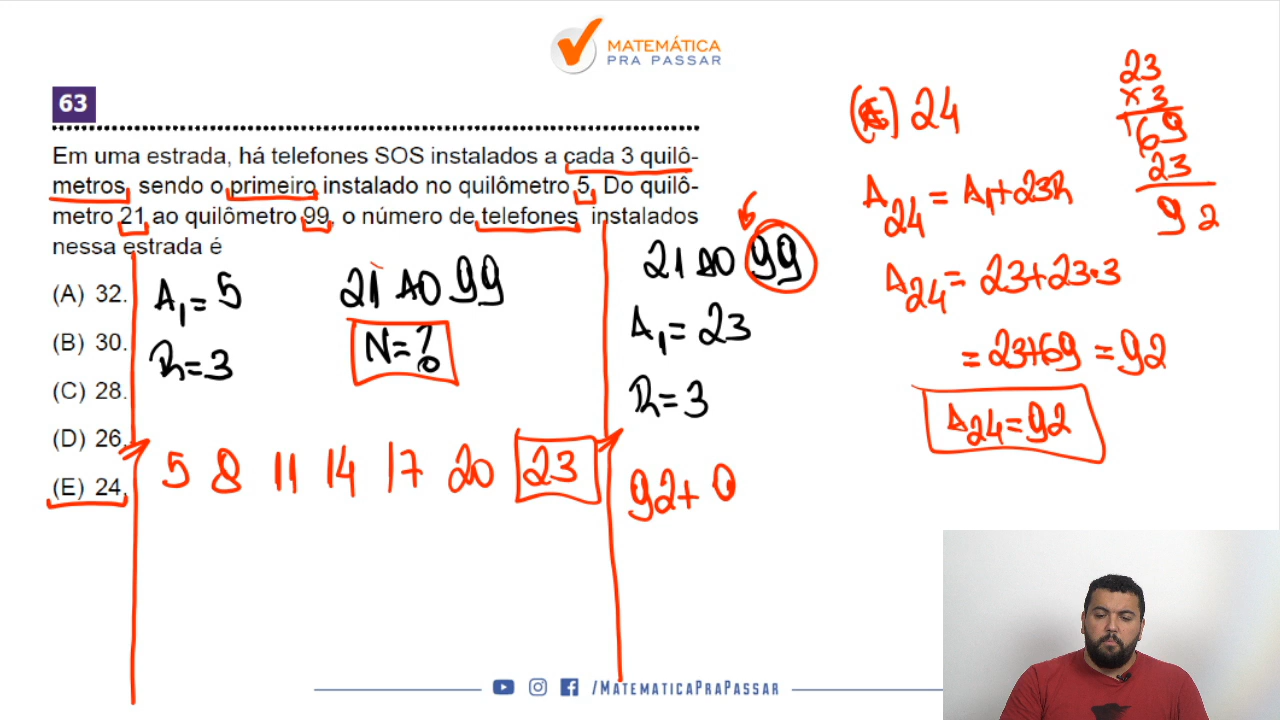 MATEMÁTICA
PRA PASSAR
63
Em uma estrada, há telefones SOS instalados a cada 3 quilô-
metros, sendo o primeiro instalado no quilômetro 5. Do quilô-
metro 21 ao quilômetro 99, o número de telefones instalados
nessa estrada é
(A) 32.
(B) 30.
(C) 28.
(D) 26.
(E) 24.
A₁ = 5
R = 3
21 AO 99
N = ?
5 8 11 14 17 20 23
21 AO 99
A₁ = 23
R = 3
92+
(E) 24
A₂₄ = A₁ + 23R
A₂₄ = 23 + 23·3
= 23+69 = 92
A₂₄ = 92
23
x 3
69
23
92
/MATEMATICAPRAPASSAR